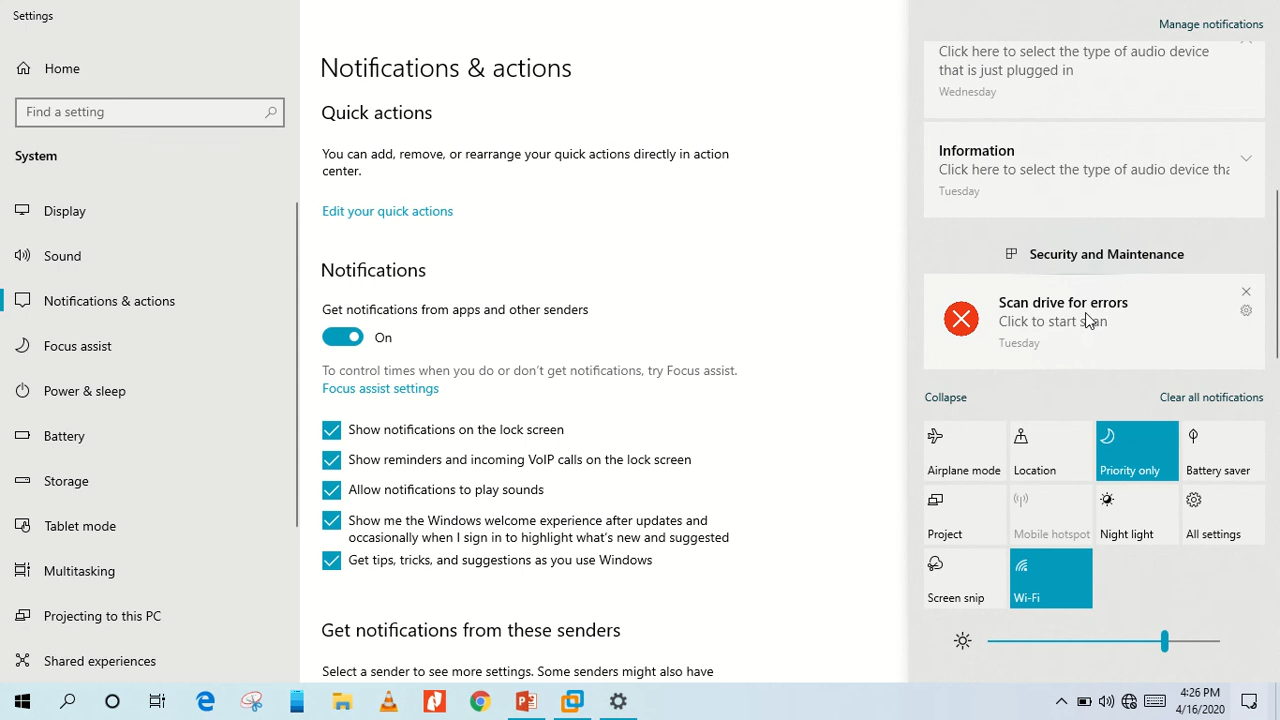 Settings
Home
Find a setting
System
Display
Sound
Notifications & actions
Focus assist
Power & sleep
Battery
Storage
Tablet mode
Multitasking
Projecting to this PC
Shared experiences
Notifications & actions
Quick actions
You can add, remove, or rearrange your quick actions directly in action
center.
Edit your quick actions
Notifications
Get notifications from apps and other senders
On
To control times when you do or don't get notifications, try Focus assist.
Focus assist settings
Show notifications on the lock screen
Show reminders and incoming VoIP calls on the lock screen
Allow notifications to play sounds
Show me the Windows welcome experience after updates and
occasionally when I sign in to highlight what's new and suggested
Get tips, tricks, and suggestions as you use Windows
Get notifications from these senders
Select a sender to see more settings. Some senders might also have
Manage notifications
Click here to select the type of audio device
that is just plugged in
Wednesday
Information
Click here to select the type of audio device tha
Tuesday
Security and Maintenance
Scan drive for errors
Click to start scan
Tuesday
Collapse
Clear all notifications
Airplane mode
Location
Priority only
Battery saver
Project
Mobile hotspot
Night light
All settings
Screen snip
Wi-Fi
4:26 PM
4/16/2020